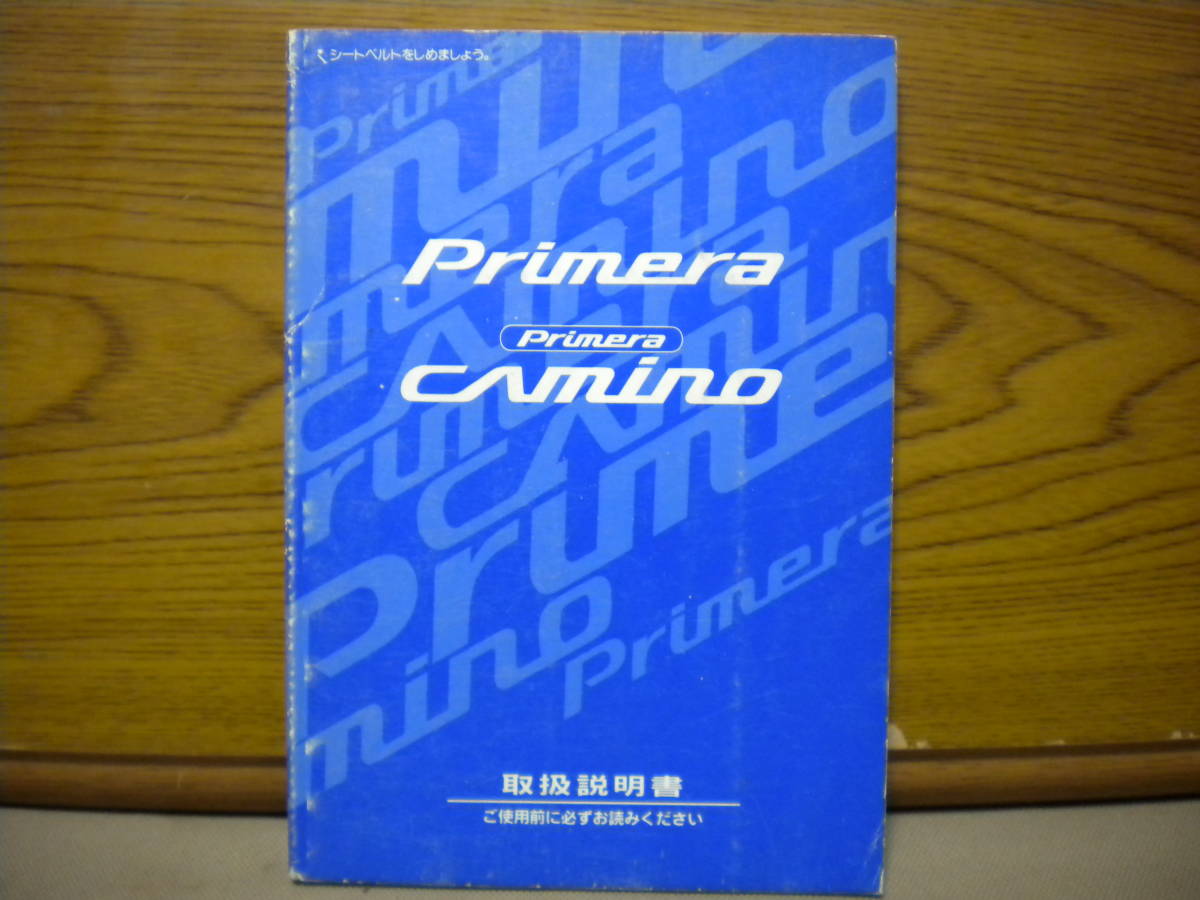 シートベルトをしめましょう。
Primera
Primera
CAmino
取扱説明書
ご使用前に必ずお読みください
Primera